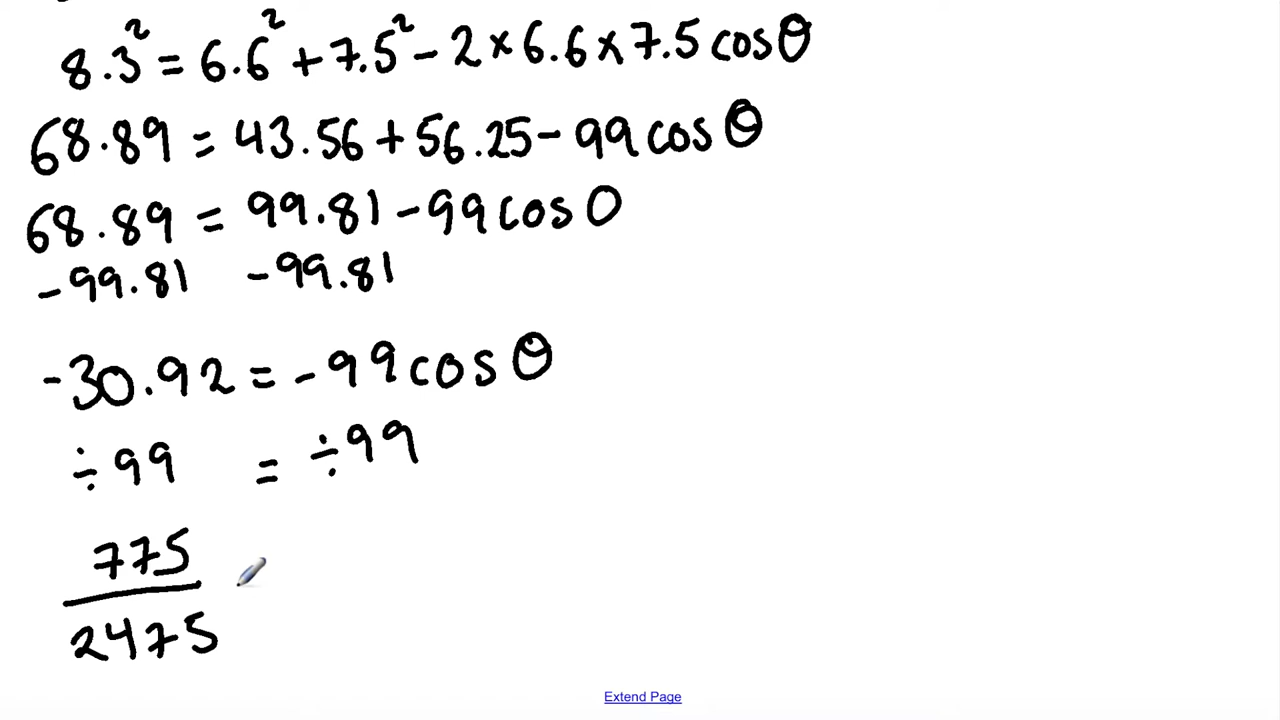 8.3² = 6.6² + 7.5² - 2 × 6.6 × 7.5 cos θ
68.89 = 43.56 + 56.25 - 99 cos θ
68.89 = 99.81 - 99 cos 0
-99.81 -99.81
-30.92 = -99 cos θ
÷99 = ÷99
775
2475
Extend Page